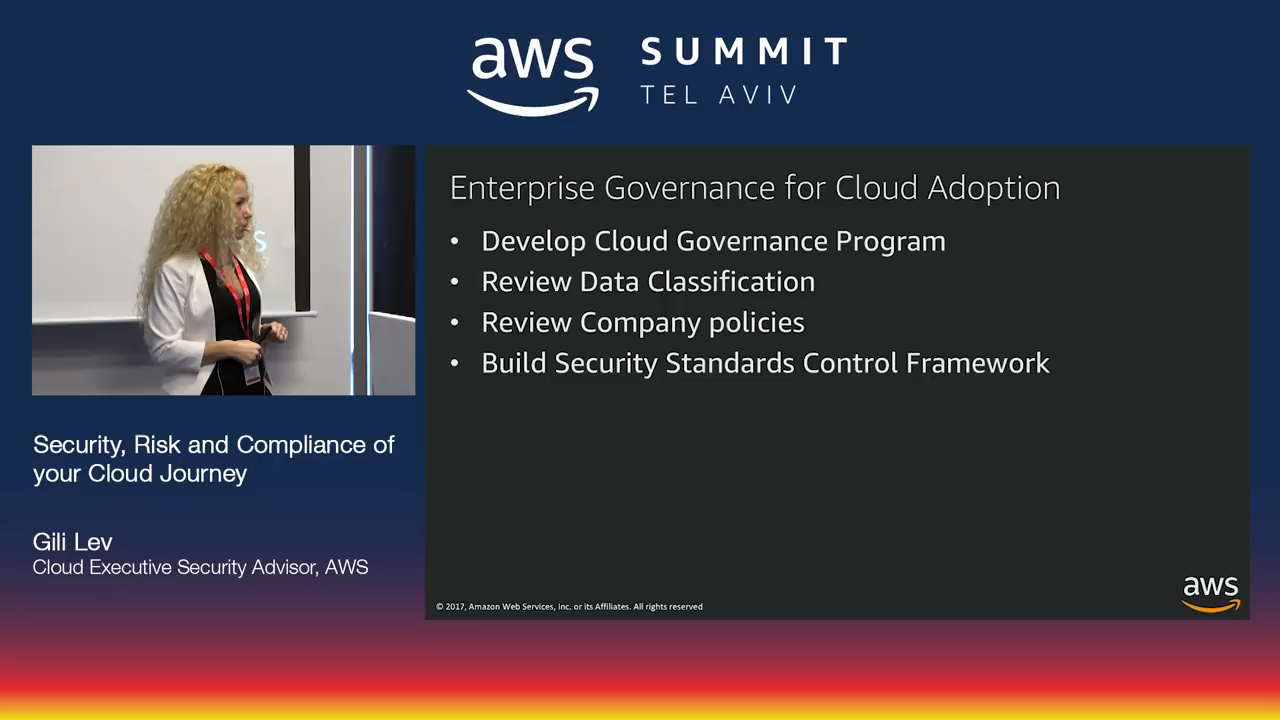 aws
SUMMIT
TEL AVIV
Enterprise Governance for Cloud Adoption
• Develop Cloud Governance Program
• Review Data Classification
• Review Company policies
• Build Security Standards Control Framework
Security, Risk and Compliance of
your Cloud Journey
Gili Lev
Cloud Executive Security Advisor, AWS
© 2017, Amazon Web Services, Inc. or its Affiliates. All rights reserved
aws